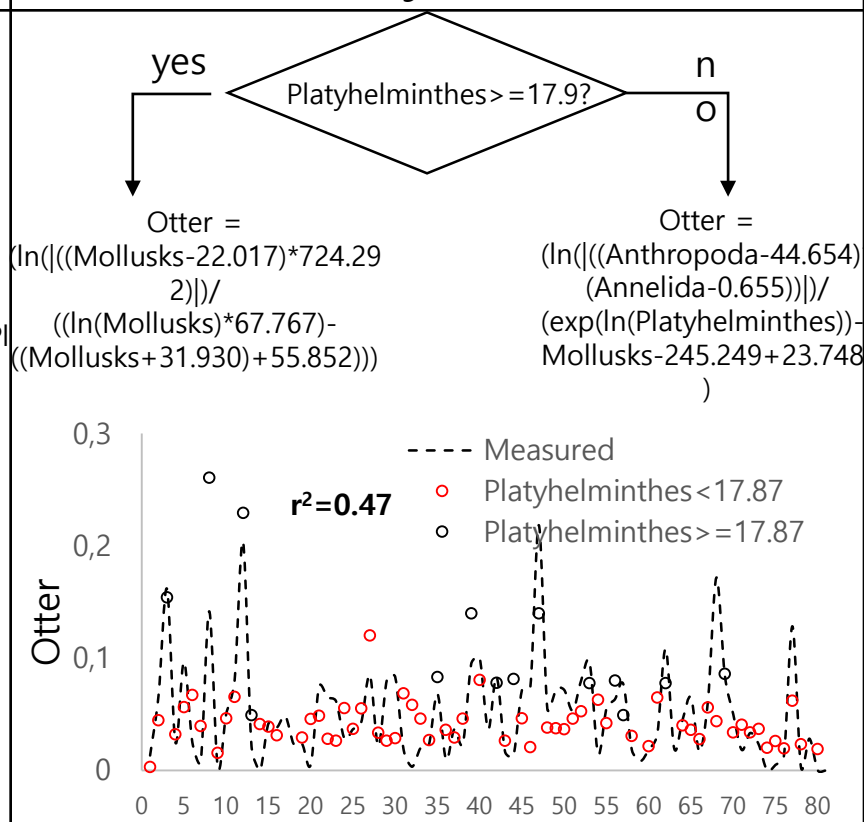 yes
Platyhelminthes>=17.9?
n
o
Otter =
(ln(|((Mollusks-22.017)*724.29
2)|)/
((ln(Mollusks)*67.767)-
((Mollusks+31.930)+55.852)))
Otter =
(ln(|((Anthropoda-44.654)
(Annelida-0.655))|)/
(exp(ln(Platyhelminthes))-
Mollusks-245.249+23.748
)
0,3
0,2
0,1
0
Otter
r²=0.47
Measured
Platyhelminthes<17.87
Platyhelminthes>=17.87
0 5 10 15 20 25 30 35 40 45 50 55 60 65 70 75 80